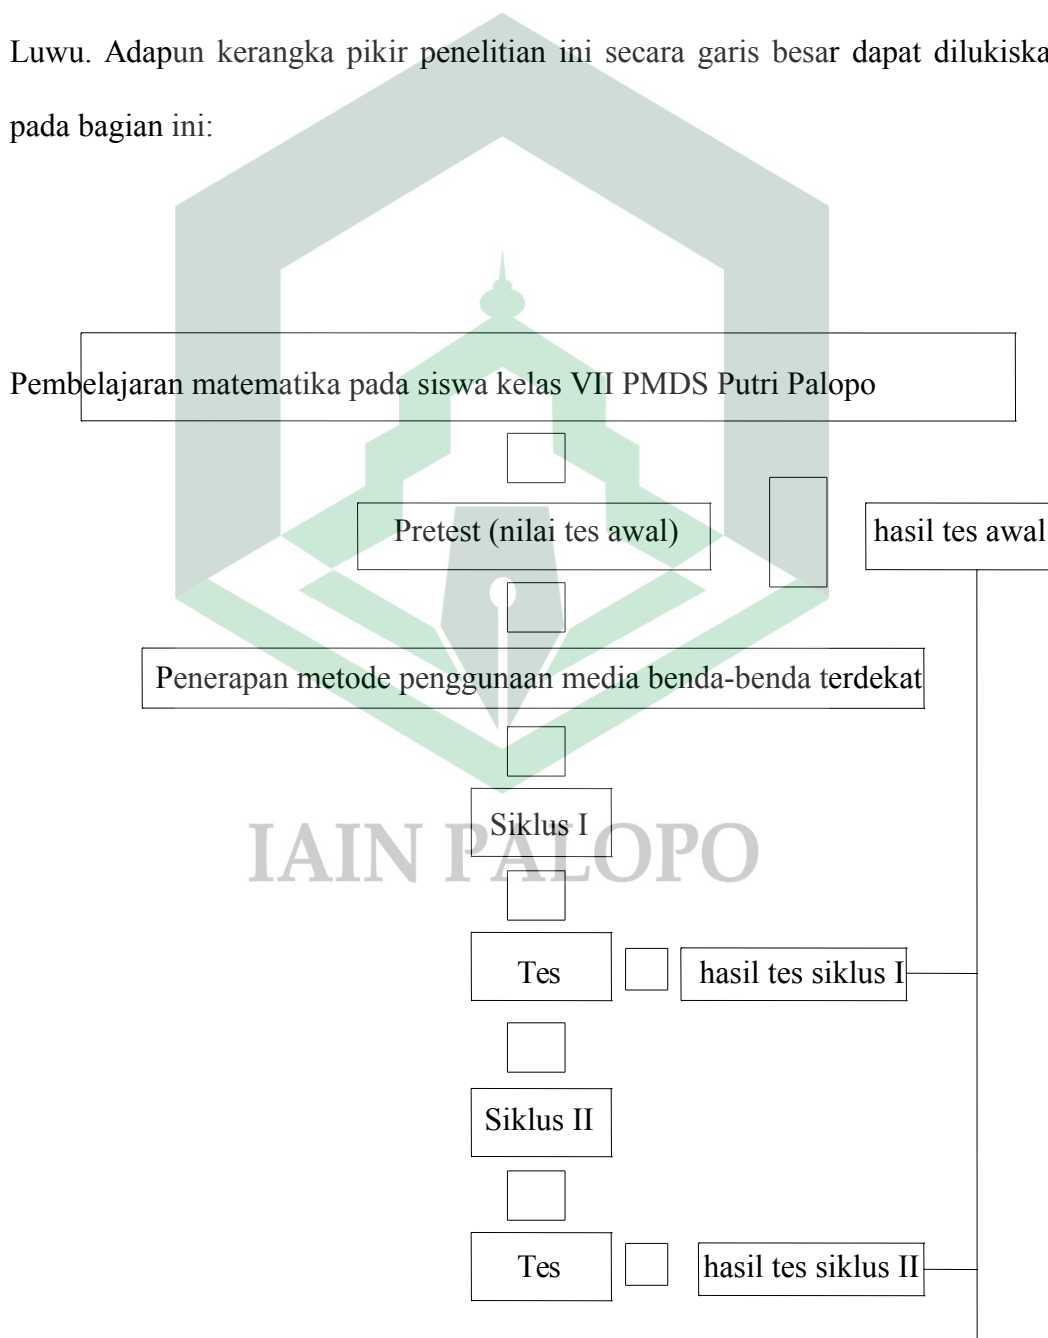 Luwu. Adapun kerangka pikir penelitian ini secara garis besar dapat dilukiska
pada bagian ini:
Pembelajaran matematika pada siswa kelas VII PMDS Putri Palopo
Pretest (nilai tes awal)
hasil tes awal
Penerapan metode penggunaan media benda-benda terdekat
Siklus I
IAIN PALOPO
Tes
hasil tes siklus I
Siklus II
Tes
hasil tes siklus II